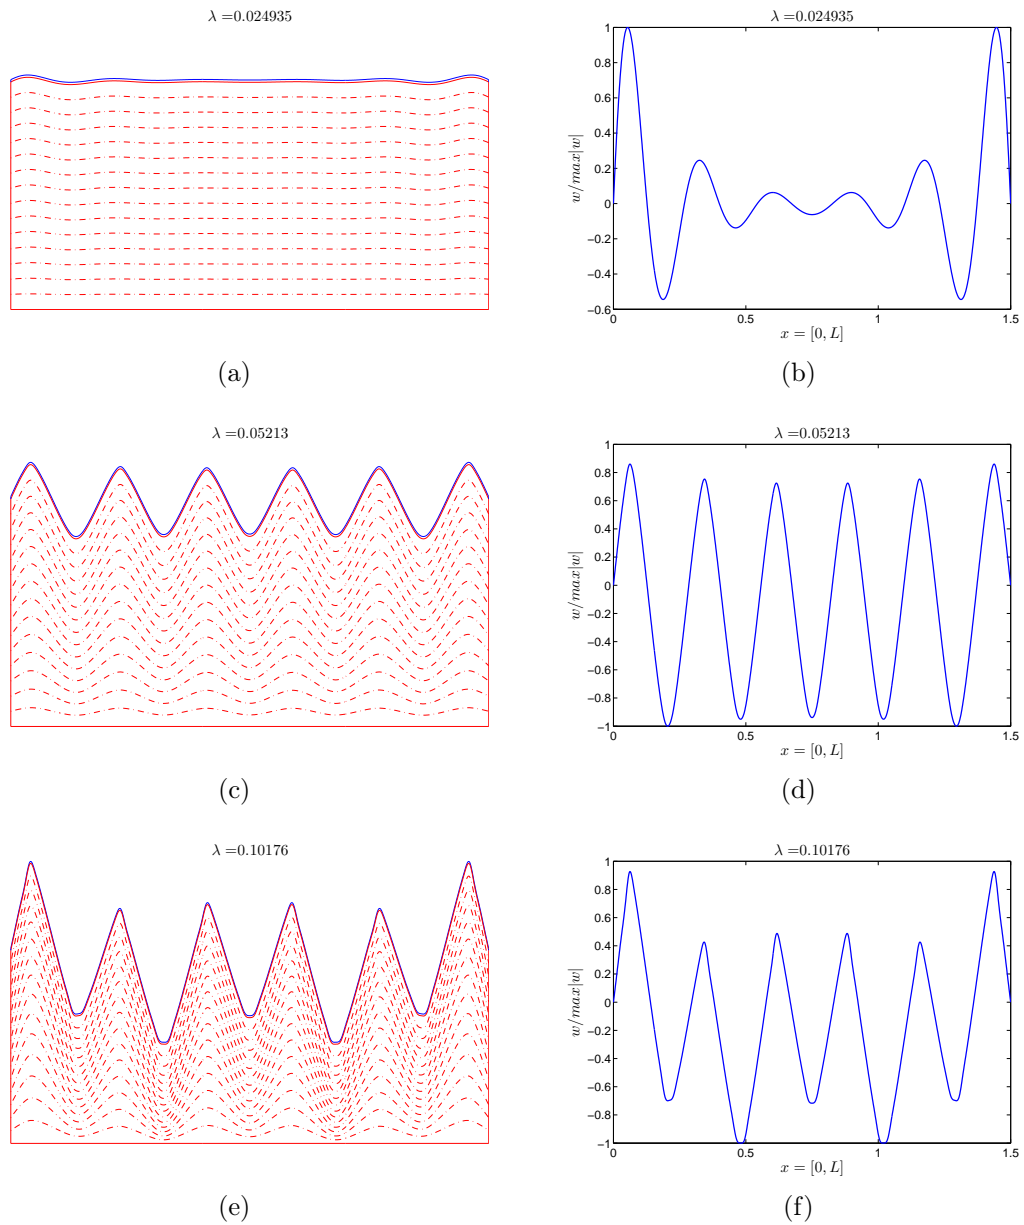 λ =0.024935
(a)
λ =0.024935
w/max|w|
1
0.8
0.6
0.4
0.2
0
−0.2
−0.4
−0.6
0 0.5 1 1.5
x = [0, L]
(b)
λ =0.05213
(c)
λ =0.05213
w/max|w|
1
0.8
0.6
0.4
0.2
0
−0.2
−0.4
−0.6
−0.8
−1
0 0.5 1 1.5
x = [0, L]
(d)
λ =0.10176
(e)
λ =0.10176
w/max|w|
1
0.8
0.6
0.4
0.2
0
−0.2
−0.4
−0.6
−0.8
−1
0 0.5 1 1.5
x = [0, L]
(f)